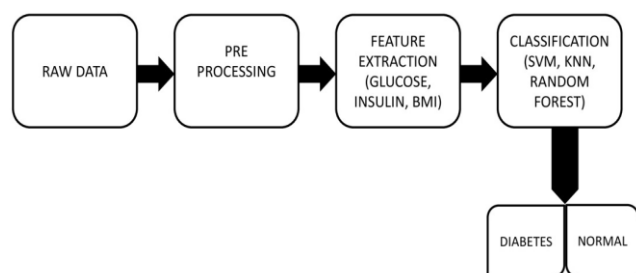 RAW DATA
PRE
PROCESSING
FEATURE
EXTRACTION
(GLUCOSE,
INSULIN, BMI)
CLASSIFICATION
(SVM, KNN,
RANDOM
FOREST)
DIABETES
NORMAL